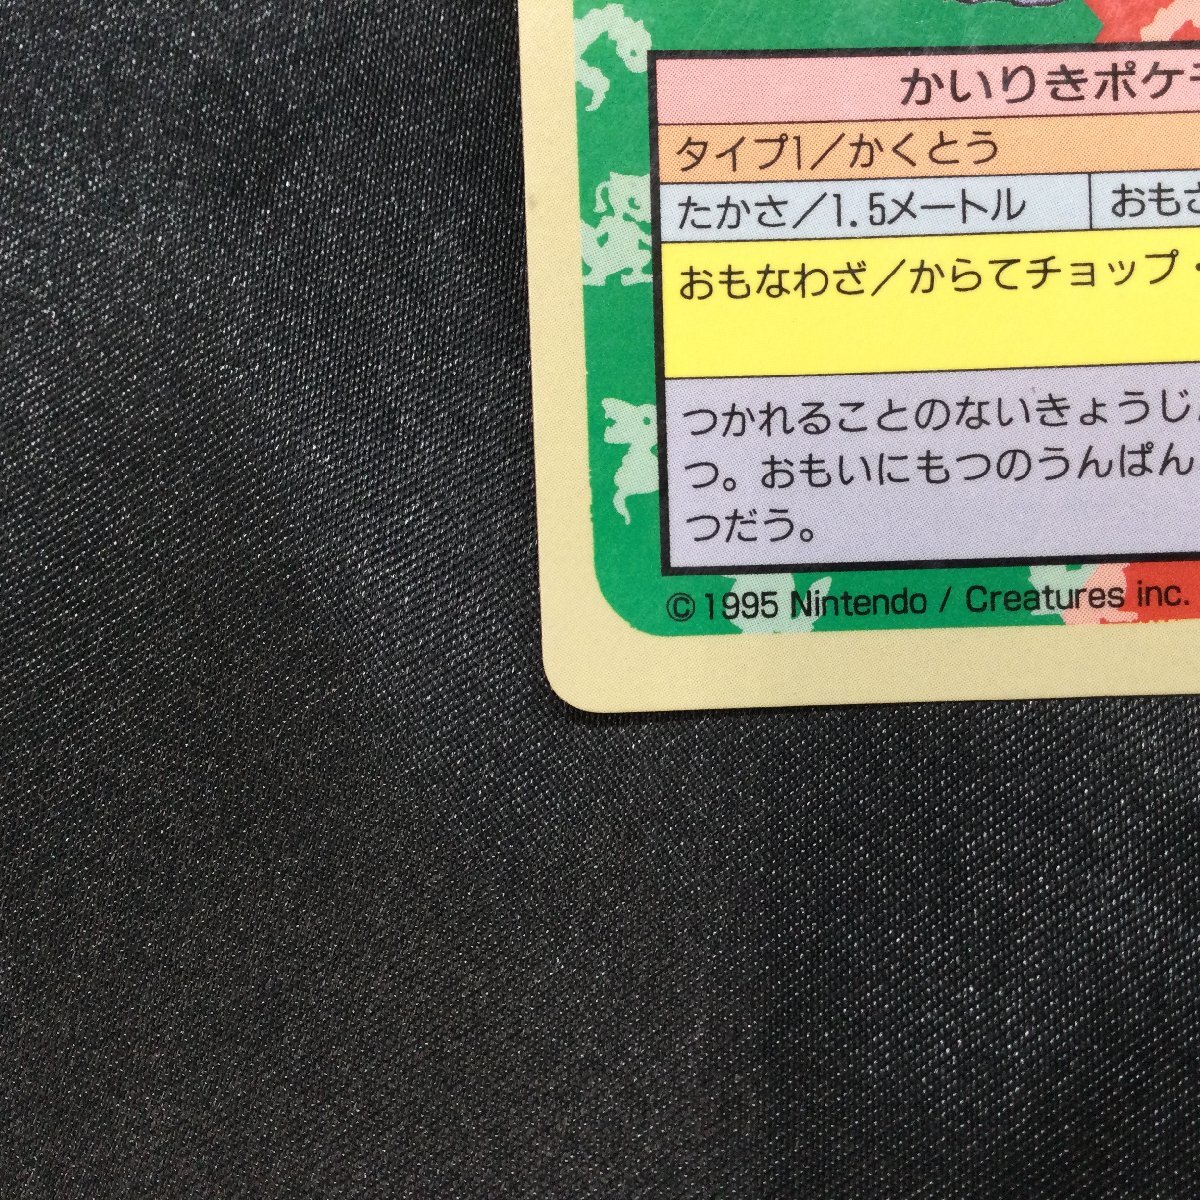 かいりきポケ
タイプ1／かくとう
たかさ／1.5メートル おもさ
おもなわざ／からてチョップ・
つかれることのないきょうじ
つ。おもいにもつのうんぱん
つだう。
© 1995 Nintendo / Creatures inc.